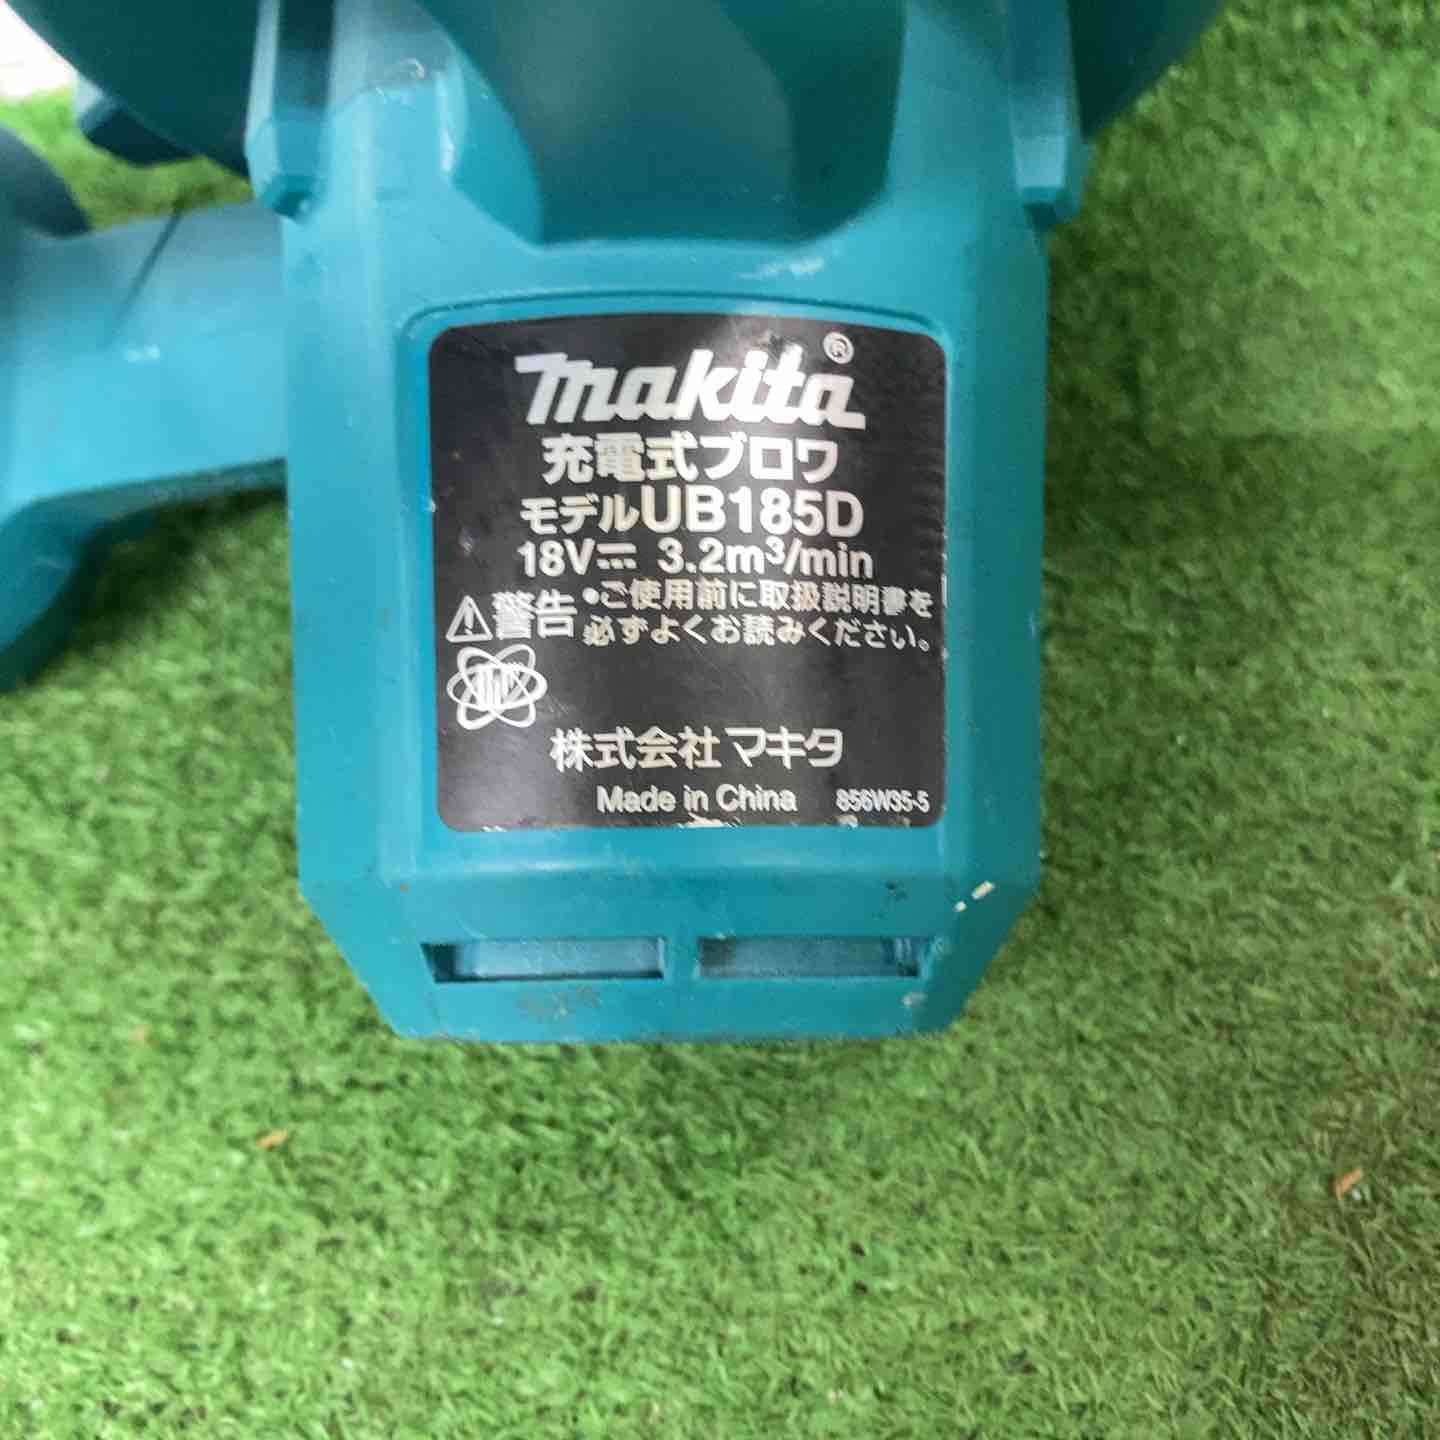 makita®
充電式ブロワ
モデルUB185D
18V⎓ 3.2m³/min
⚠警告 •ご使用前に取扱説明書を
必ずよくお読みください。
株式会社マキタ
Made in China 856W35-5